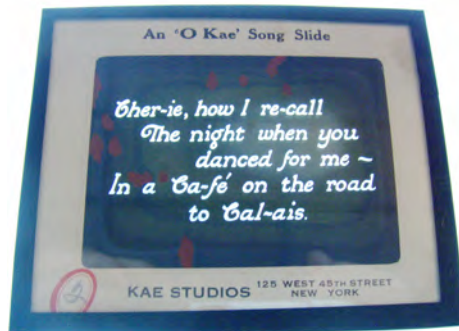 An 'O Kae' Song Slide
Cher-ie, how I re-call
The night when you
danced for me ~
In a Ca-fé on the road
to Cal-ais.
KAE STUDIOS 125 WEST 45TH STREET
NEW YORK